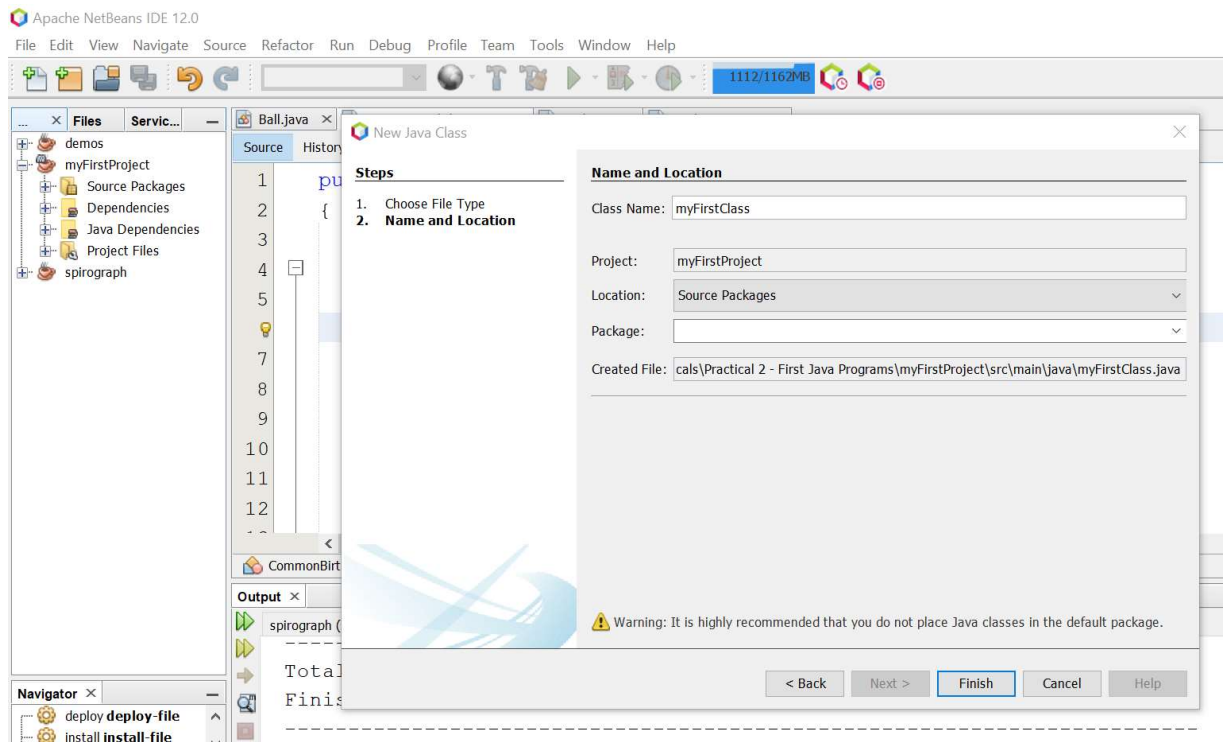 Apache NetBeans IDE 12.0
File Edit View Navigate Source Refactor Run Debug Profile Team Tools Window Help
1112/1162MB
... Files Servic...
demos
myFirstProject
Source Packages
Dependencies
Java Dependencies
Project Files
spirograph
Navigator
deploy deploy-file
install install-file
Ball.java
Source History
1 pu
2 {
3
4
5
7
8
9
10
11
12
CommonBirt
Output
spirograph (
-----
Total
Finis
------------------------------------------------------------------------
New Java Class
Steps
1. Choose File Type
2. Name and Location
Name and Location
Class Name: myFirstClass
Project: myFirstProject
Location: Source Packages
Package:
Created File: cals\Practical 2 - First Java Programs\myFirstProject\src\main\java\myFirstClass.java
Warning: It is highly recommended that you do not place Java classes in the default package.
< Back Next > Finish Cancel Help